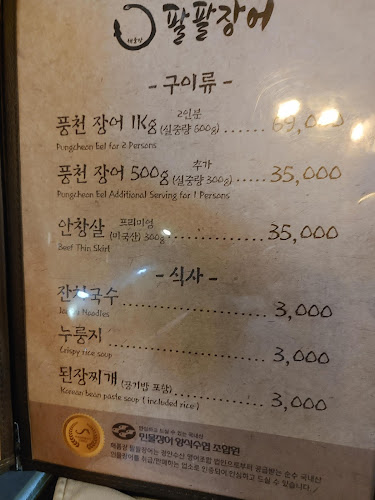 팔팔장어
- 구이류 -
풍천 장어 1Kg 2인분 (실중량 600g) ...... 69,000
Pungcheon Eel for 2 Persons
풍천 장어 500g 추가 (실중량 300g) ...... 35,000
Pungcheon Eel Additional Serving for 1 Persons
안창살 프리미엄 (미국산) 300g ...... 35,000
Beef Thin Skirt
- 식사 -
잔치국수 ...... 3,000
Noodles
누룽지 ...... 3,000
Crispy rice soup
된장찌개 (공기밥 포함) ...... 3,000
Korean bean paste soup (included rice)
민물장어 양식수협 조합원